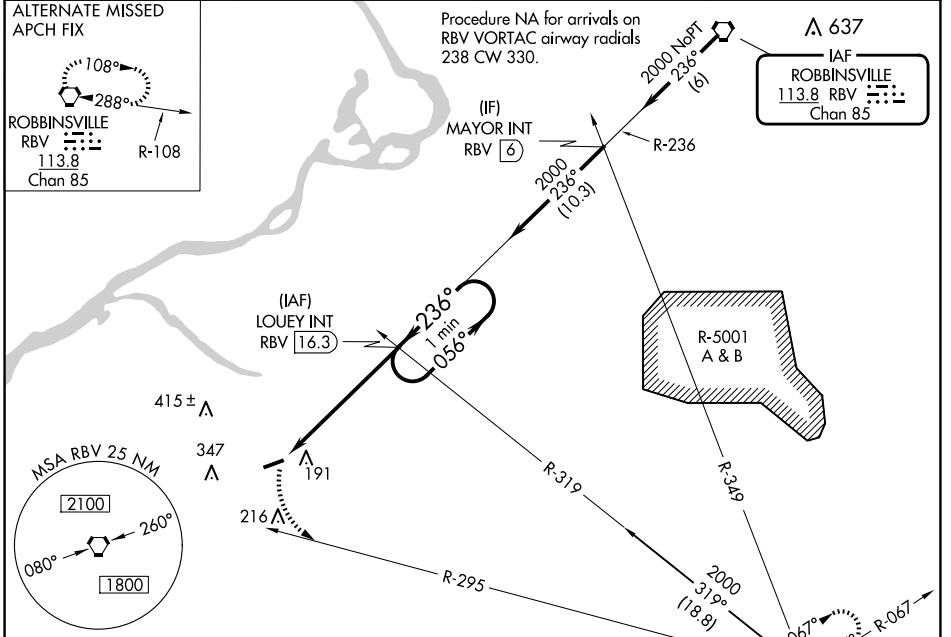 ALTERNATE MISSED
APCH FIX
108°
288°
ROBBINSVILLE
RBV
113.8
Chan 85
R-108
Procedure NA for arrivals on
RBV VORTAC airway radials
238 CW 330.
2000 NoPT
236°
(6)
637
IAF
ROBBINSVILLE
113.8 RBV
Chan 85
(IF)
MAYOR INT
RBV 6
R-236
2000
236°
(10.3)
(IAF)
LOUEY INT
RBV 16.3
236°
1 min
056°
R-5001
A & B
415 ±
347
191
216
MSA RBV 25 NM
2100
260°
080°
1800
R-319
R-349
R-295
2000
319°
(18.8)
067°
R-067